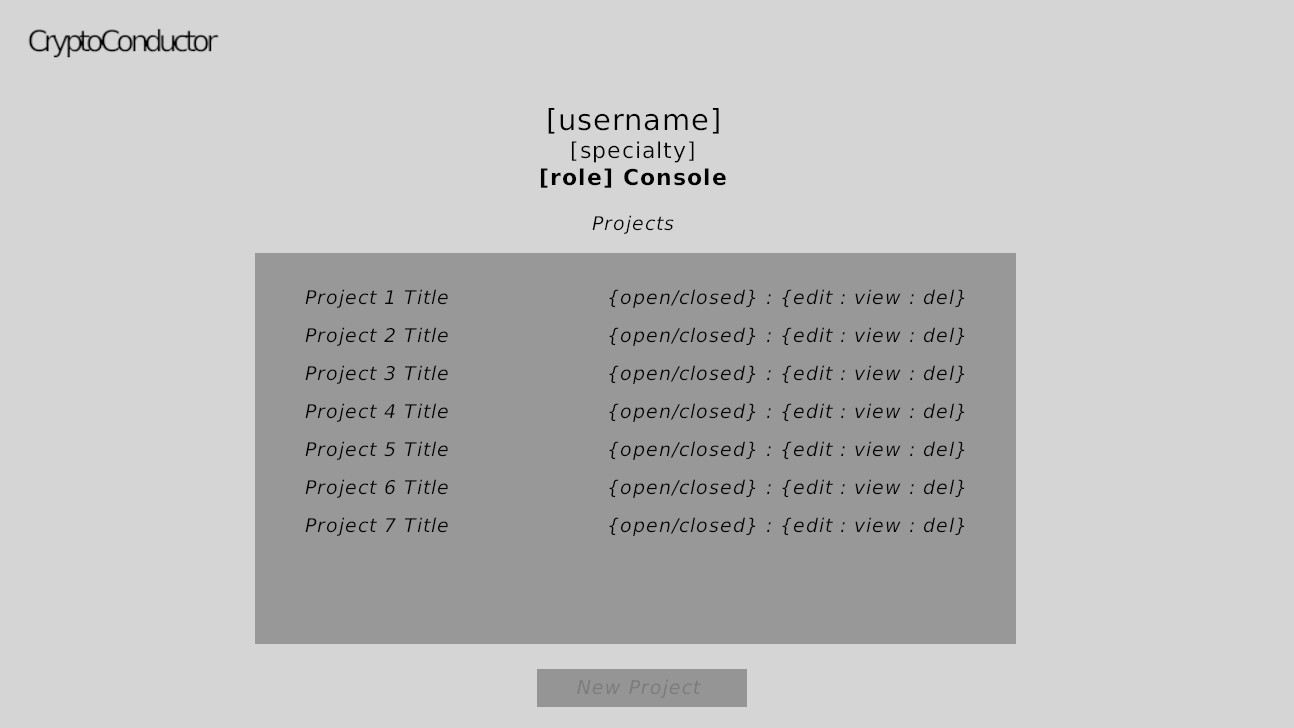 CryptoConductor
[username]
[specialty]
[role] Console
Projects
Project 1 Title {open/closed} : {edit : view : del}
Project 2 Title {open/closed} : {edit : view : del}
Project 3 Title {open/closed} : {edit : view : del}
Project 4 Title {open/closed} : {edit : view : del}
Project 5 Title {open/closed} : {edit : view : del}
Project 6 Title {open/closed} : {edit : view : del}
Project 7 Title {open/closed} : {edit : view : del}
New Project